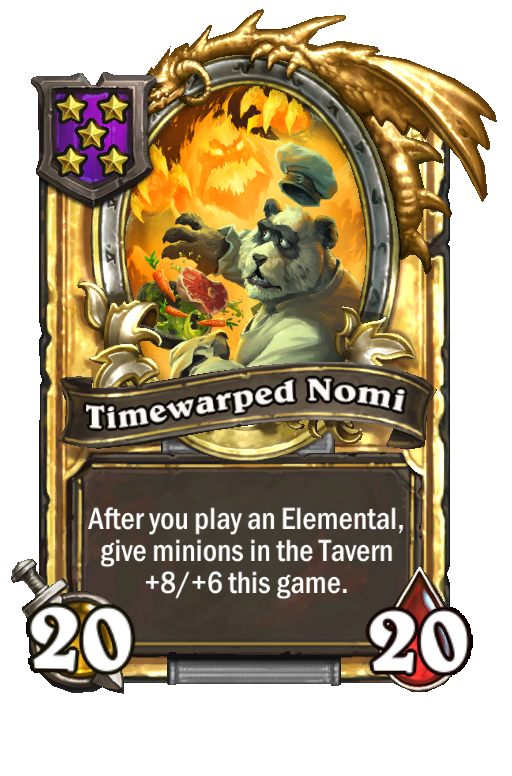 Timewarped Nomi
After you play an Elemental,
give minions in the Tavern
+8/+6 this game.
20
20